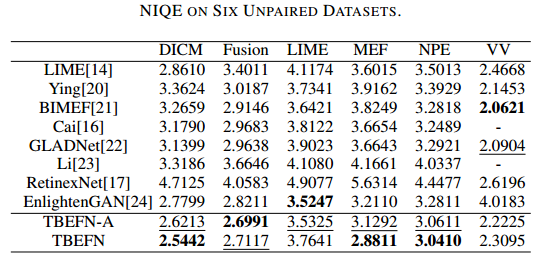 NIQE ON SIX UNPAIRED DATASETS.
DICM Fusion LIME MEF NPE VV
LIME[14] 2.8610 3.4011 4.1174 3.6015 3.5013 2.4668
Ying[20] 3.3624 3.0187 3.7341 3.9162 3.3929 2.1453
BIMEF[21] 3.2659 2.9146 3.6421 3.8249 3.2818 2.0621
Cai[16] 3.1790 2.9683 3.8122 3.6654 3.2489 -
GLADNet[22] 3.1399 2.9638 3.9023 3.6643 3.2921 2.0904
Li[23] 3.3186 3.6646 4.1080 4.1661 4.0337 -
RetinexNet[17] 4.7125 4.0583 4.9077 5.6314 4.4477 2.6196
EnlightenGAN[24] 2.7799 2.8211 3.5247 3.2110 3.2811 4.0183
TBEFN-A 2.6213 2.6991 3.5325 3.1292 3.0611 2.2225
TBEFN 2.5442 2.7117 3.7641 2.8811 3.0410 2.3095